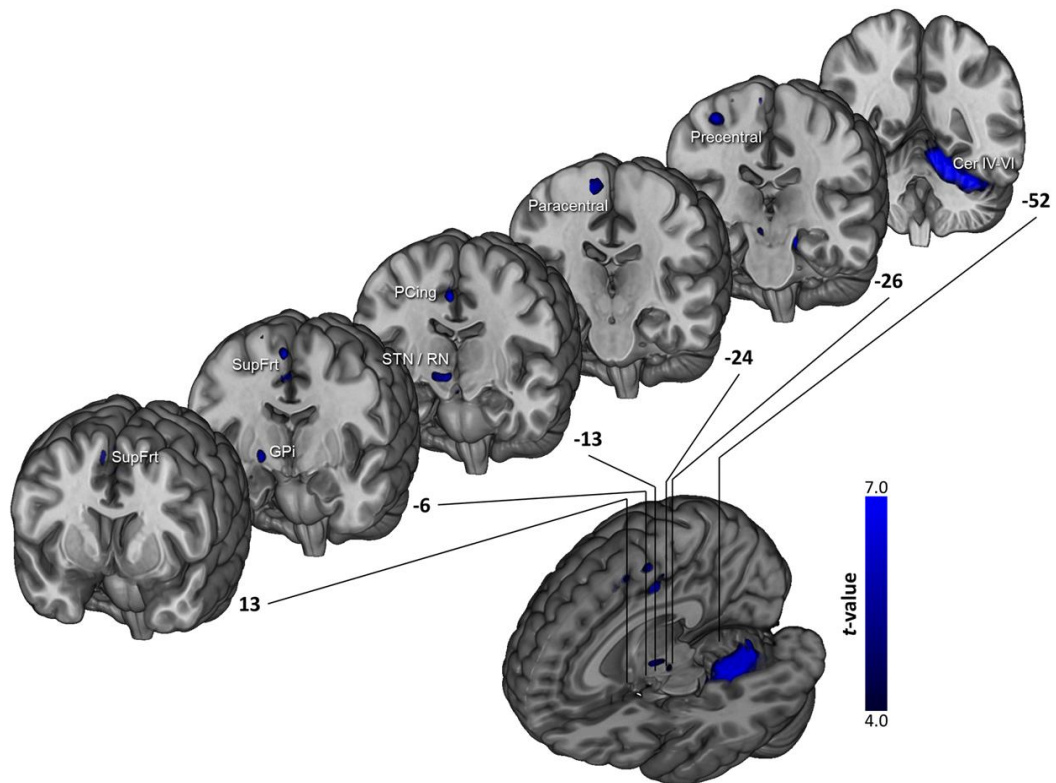 Cer IV-VI
Precentral
-52
Paracentral
-26
PCing
STN / RN
-24
SupFrt
GPi
-13
SupFrt
-6
13
7.0
t-value
4.0